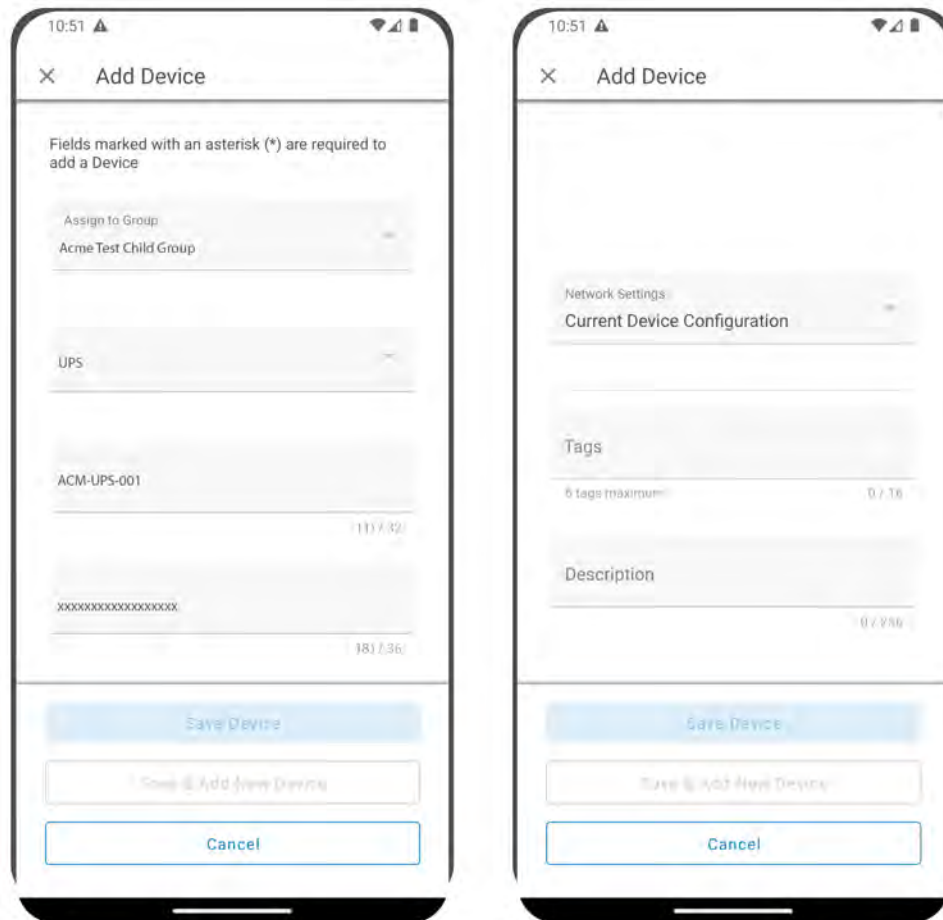 10:51
Add Device
Fields marked with an asterisk (*) are required to
add a Device
Assign to Group
Acme Test Child Group
UPS
ACM-UPS-001
11) / 32
xxxxxxxxxxxxxxxxxx
18) / 36
Save Device
Save & Add New Device
Cancel
10:51
Add Device
Network Settings
Current Device Configuration
Tags
6 tags maximum
0 / 16
Description
Save Device
Save & Add New Device
Cancel